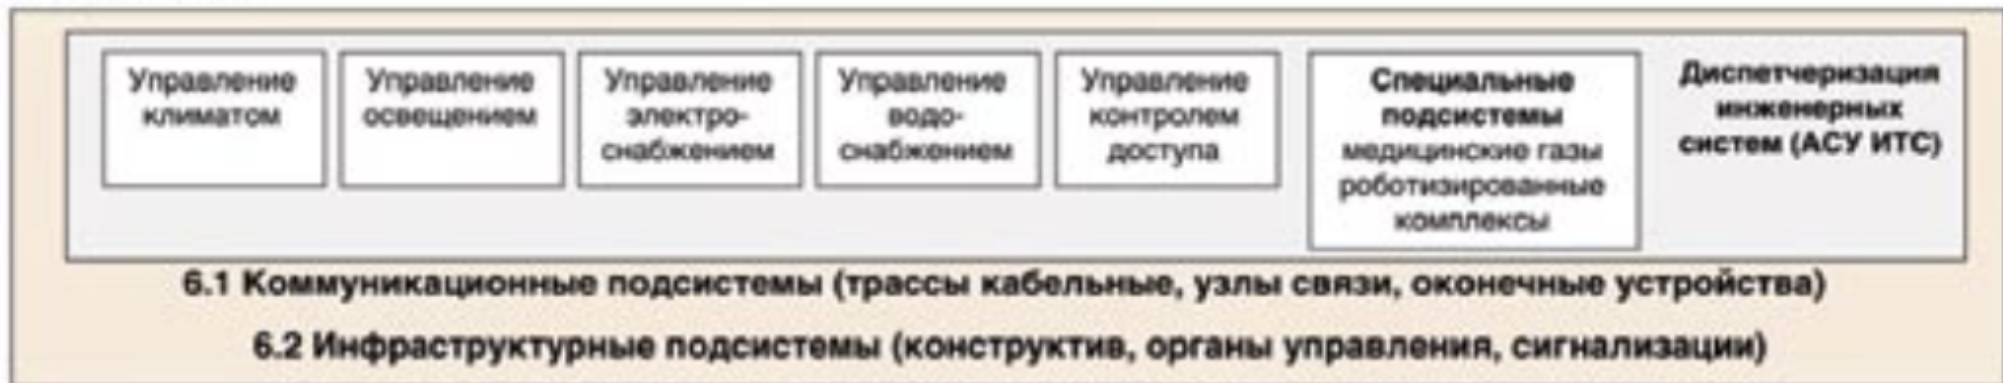 Управление
климатом
Управление
освещением
Управление
электро-
снабжением
Управление
водо-
снабжением
Управление
контролем
доступа
Специальные
подсистемы
медицинские газы
роботизированные
комплексы
Диспетчеризация
инженерных
систем (АСУ ИТС)
6.1 Коммуникационные подсистемы (трассы кабельные, узлы связи, оконечные устройства)
6.2 Инфраструктурные подсистемы (конструктив, органы управления, сигнализации)